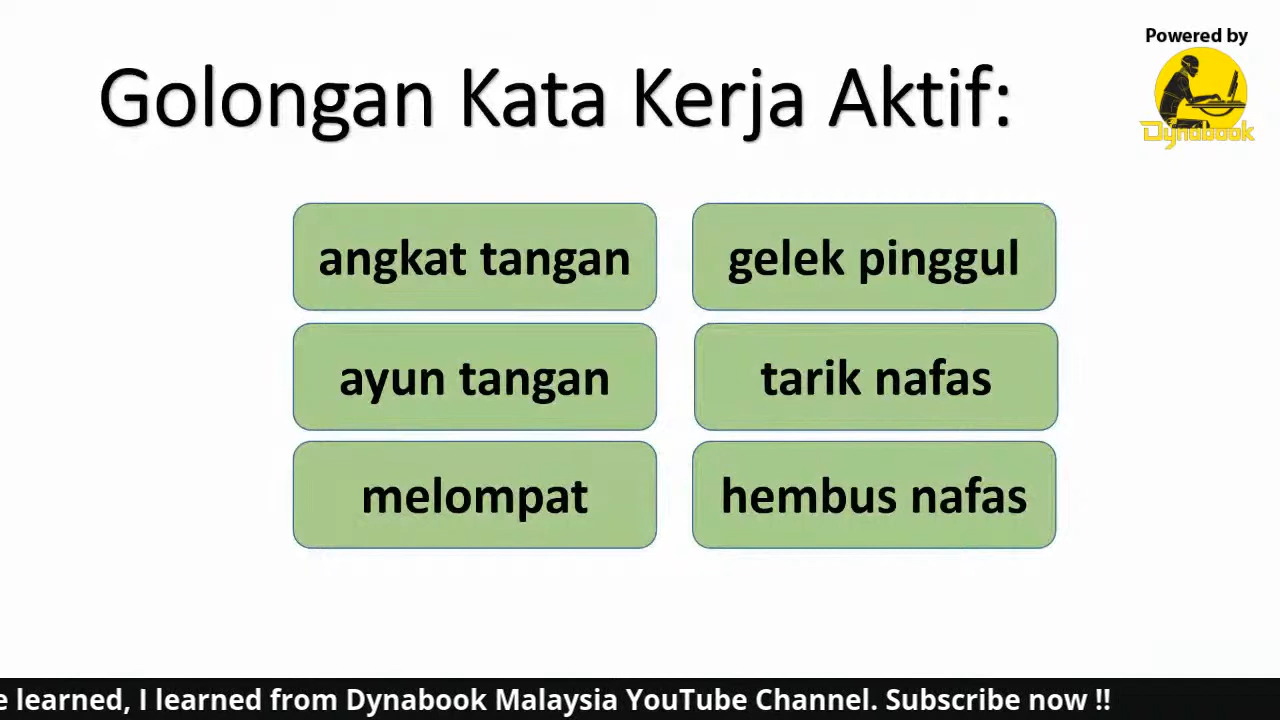 Powered by
Golongan Kata Kerja Aktif:
Dynabook
angkat tangan
gelek pinggul
ayun tangan
tarik nafas
melompat
hembus nafas
e learned, I learned from Dynabook Malaysia YouTube Channel. Subscribe now !!